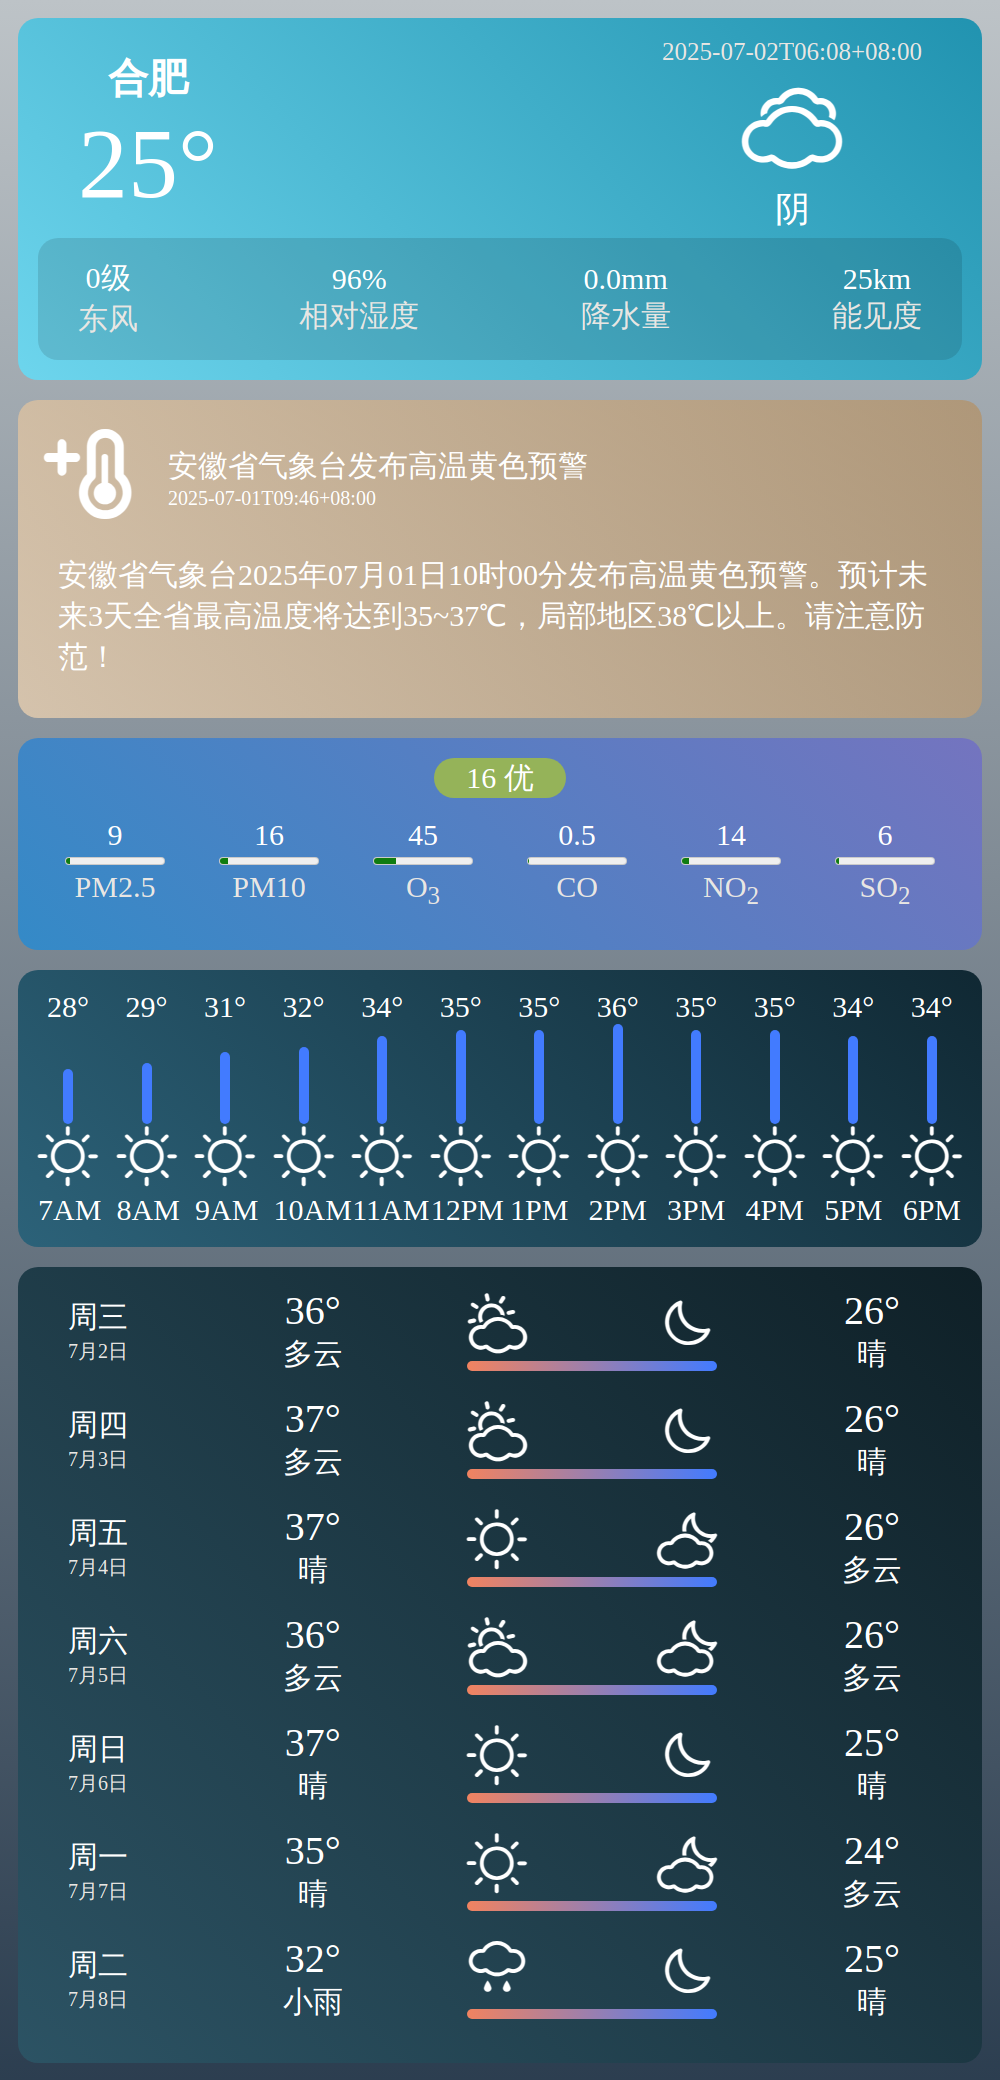 合肥
2025-07-02T06:08+08:00
25°
阴
0级 96% 0.0mm 25km
东风 相对湿度 降水量 能见度
安徽省气象台发布高温黄色预警
2025-07-01T09:46+08:00
安徽省气象台2025年07月01日10时00分发布高温黄色预警。预计未
来3天全省最高温度将达到35~37℃，局部地区38℃以上。请注意防
范！
16 优
9 16 45 0.5 14 6
PM2.5 PM10 O3 CO NO2 SO2
28° 29° 31° 32° 34° 35° 35° 36° 35° 35° 34° 34°
7AM 8AM 9AM 10AM 11AM 12PM 1PM 2PM 3PM 4PM 5PM 6PM
周三 36° 26°
7月2日 多云 晴
周四 37° 26°
7月3日 多云 晴
周五 37° 26°
7月4日 晴 多云
周六 36° 26°
7月5日 多云 多云
周日 37° 25°
7月6日 晴 晴
周一 35° 24°
7月7日 晴 多云
周二 32° 25°
7月8日 小雨 晴